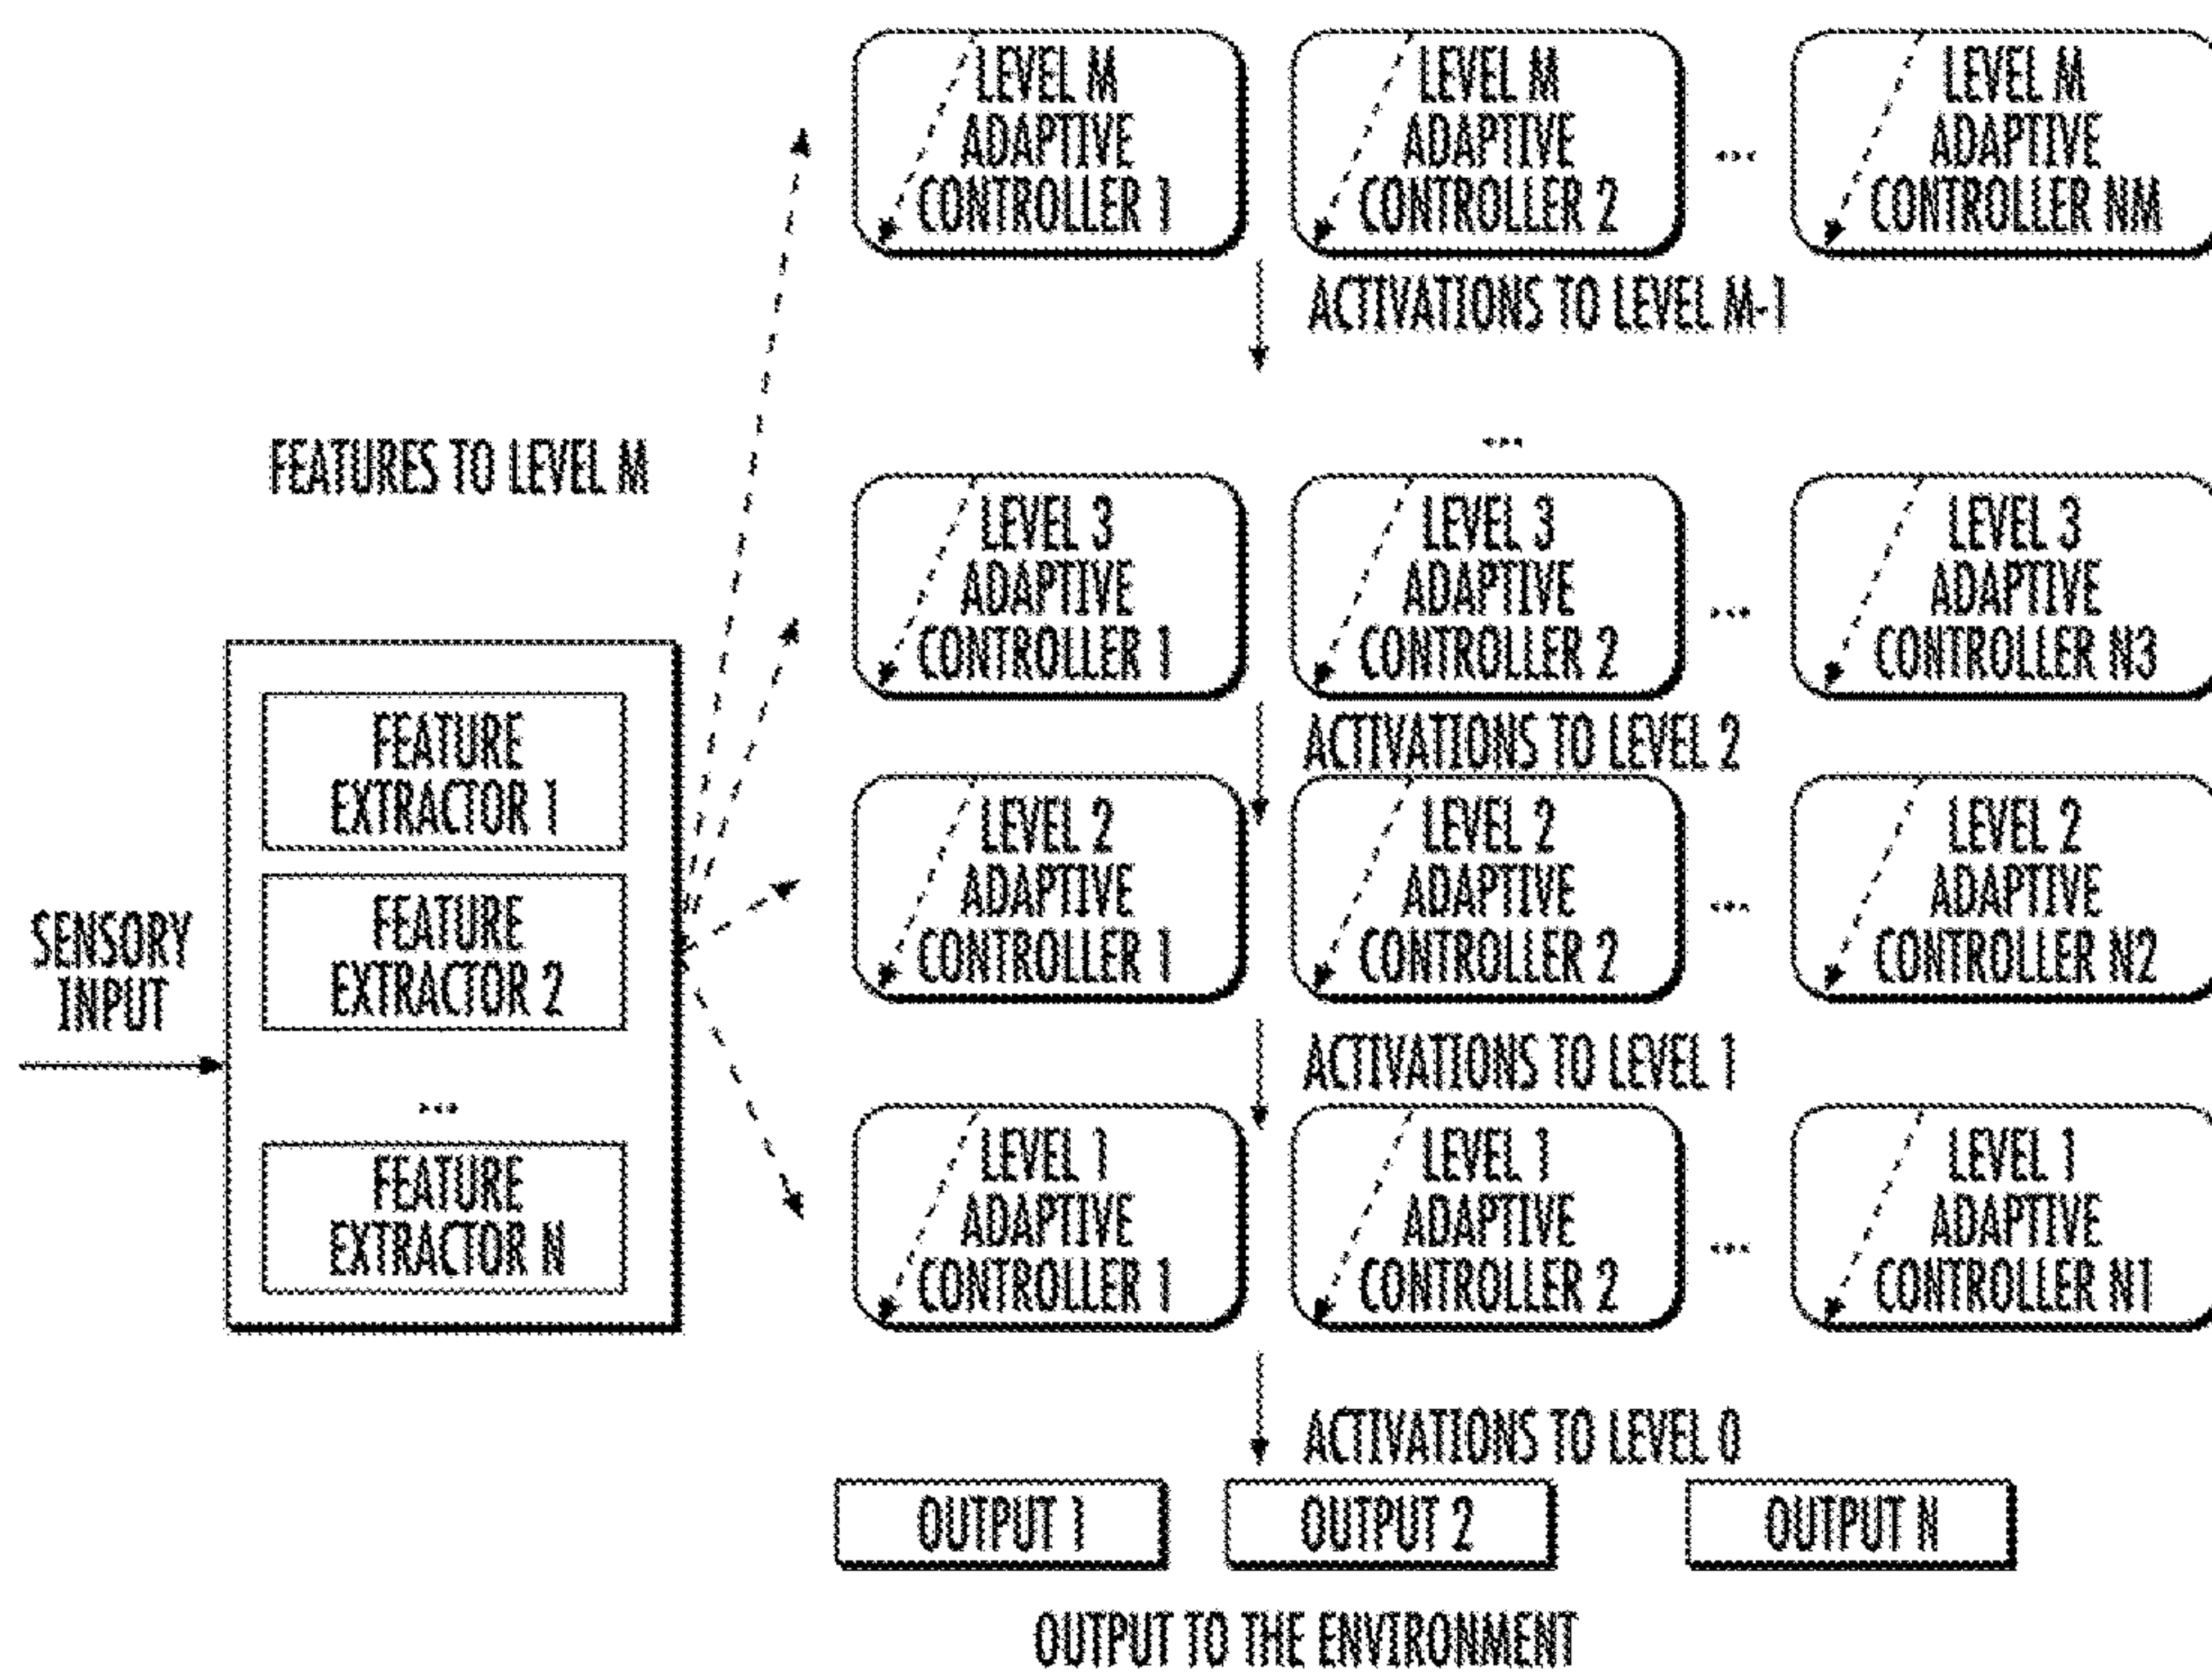 LEVEL M
ADAPTIVE
CONTROLLER 1
LEVEL M
ADAPTIVE
CONTROLLER 2
...
LEVEL M
ADAPTIVE
CONTROLLER NM
ACTIVATIONS TO LEVEL M-1
...
FEATURES TO LEVEL M
LEVEL 3
ADAPTIVE
CONTROLLER 1
LEVEL 3
ADAPTIVE
CONTROLLER 2
...
LEVEL 3
ADAPTIVE
CONTROLLER N3
ACTIVATIONS TO LEVEL 2
SENSORY
INPUT
FEATURE
EXTRACTOR 1
FEATURE
EXTRACTOR 2
...
FEATURE
EXTRACTOR N
LEVEL 2
ADAPTIVE
CONTROLLER 1
LEVEL 2
ADAPTIVE
CONTROLLER 2
...
LEVEL 2
ADAPTIVE
CONTROLLER N2
ACTIVATIONS TO LEVEL 1
LEVEL 1
ADAPTIVE
CONTROLLER 1
LEVEL 1
ADAPTIVE
CONTROLLER 2
...
LEVEL 1
ADAPTIVE
CONTROLLER N1
ACTIVATIONS TO LEVEL 0
OUTPUT 1
OUTPUT 2
OUTPUT N
OUTPUT TO THE ENVIRONMENT